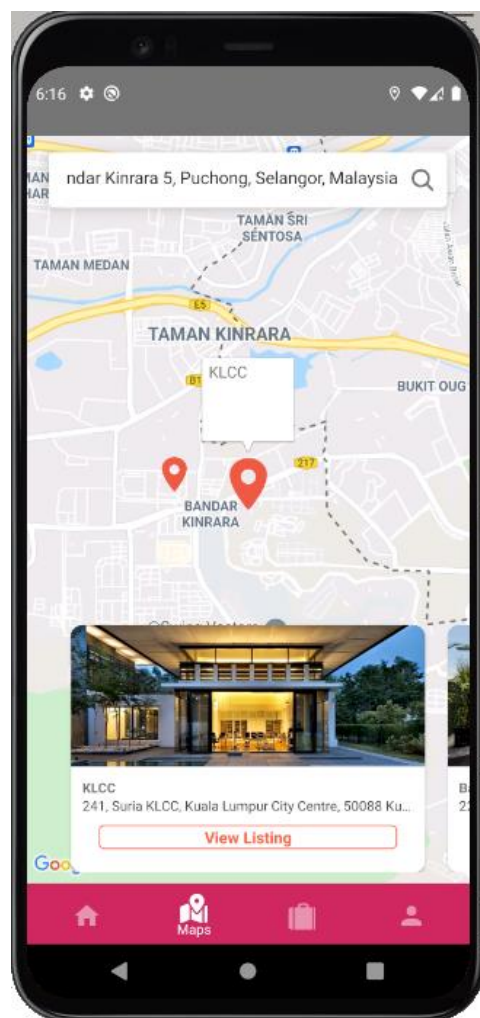 6:16
ndar Kinrara 5, Puchong, Selangor, Malaysia
TAMAN SRI
SENTOSA
TAMAN MEDAN
E5
TAMAN KINRARA
KLCC
BUKIT OUG
217
BANDAR
KINRARA
KLCC
241, Suria KLCC, Kuala Lumpur City Centre, 50088 Ku...
View Listing
Maps